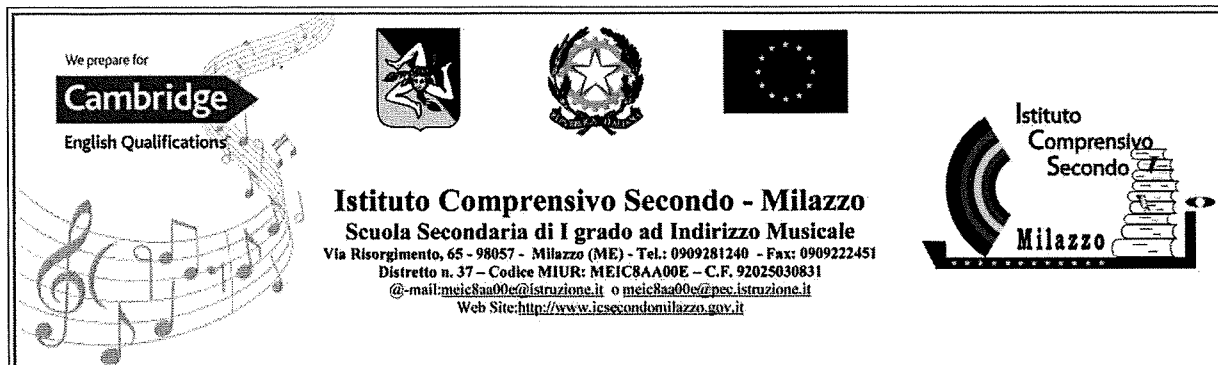 We prepare for
Cambridge
English Qualifications
Istituto
Comprensivo
Secondo
Milazzo
Istituto Comprensivo Secondo - Milazzo
Scuola Secondaria di I grado ad Indirizzo Musicale
Via Risorgimento, 65 - 98057 - Milazzo (ME) - Tel.: 0909281240 - Fax: 0909222451
Distretto n. 37 – Codice MIUR: MEIC8AA00E – C.F. 92025030831
@-mail:meic8aa00e@istruzione.it o meic8aa00e@pec.istruzione.it
Web Site:http://www.icsecondomilazzo.gov.it